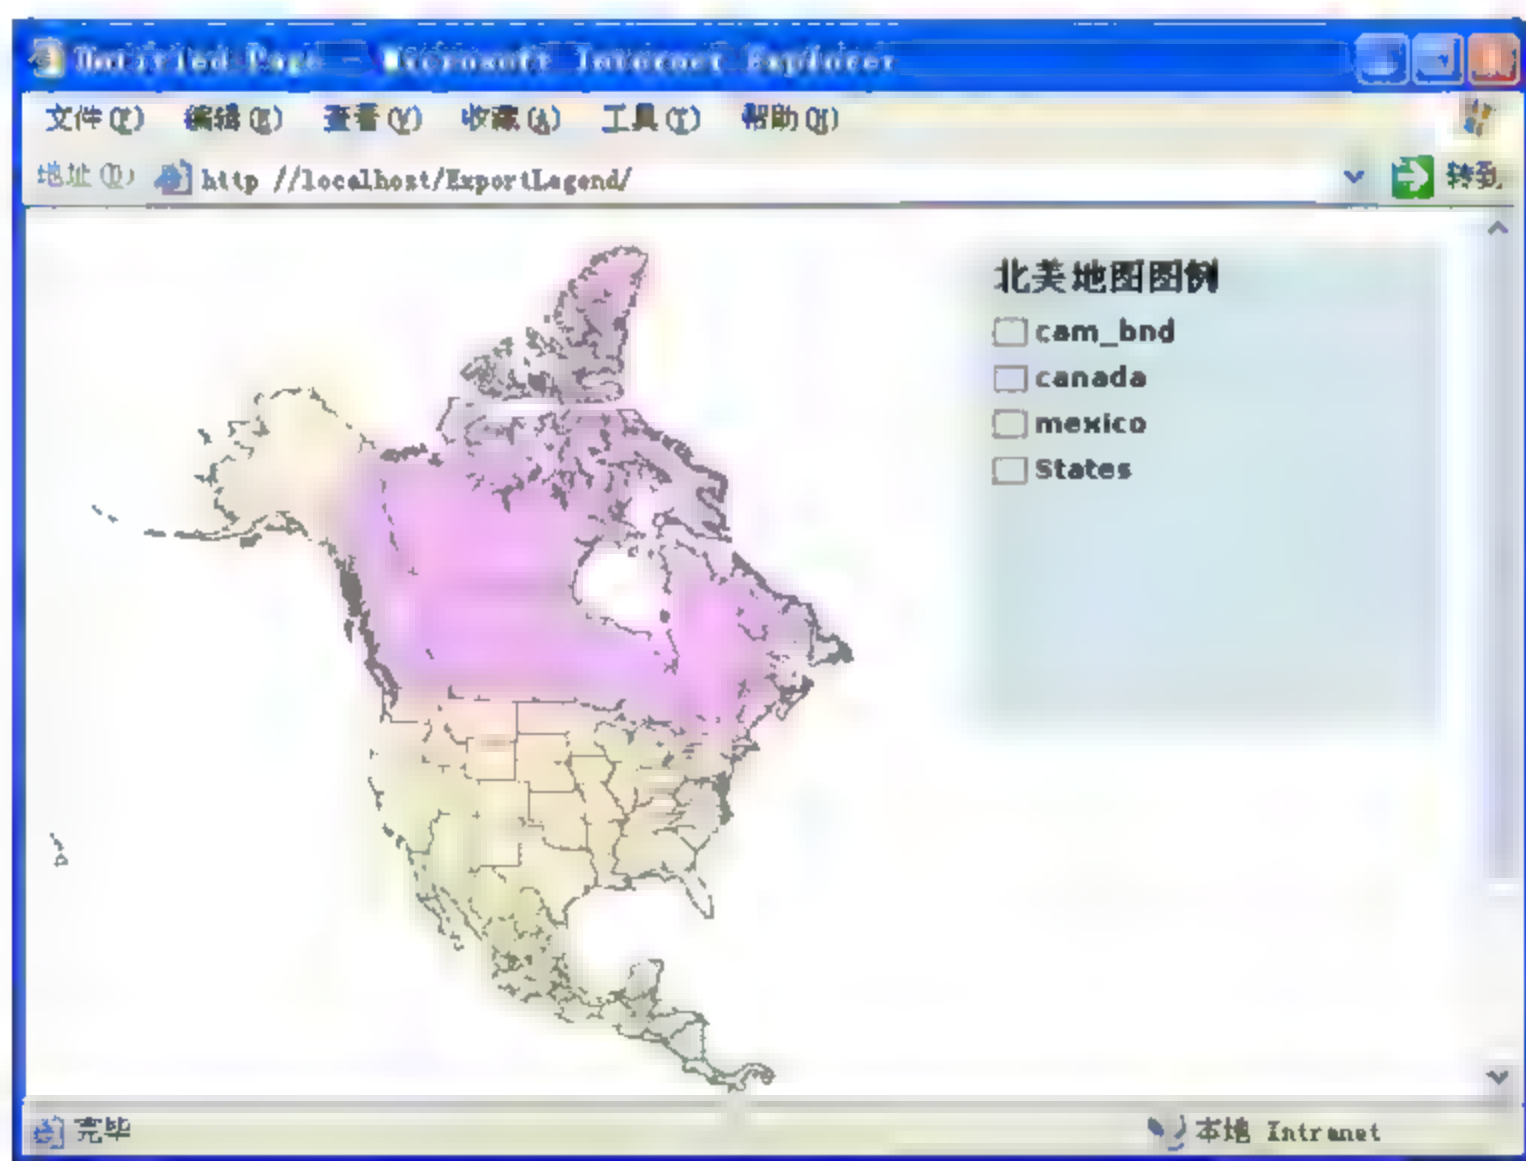 Untitled Page - Microsoft Internet Explorer
文件(F) 编辑(E) 查看(V) 收藏(A) 工具(T) 帮助(H)
地址(D) http //localhost/ExportLegend/ 转到
北美地图图例
cam_bnd
canada
mexico
States
完毕 本地 Intranet